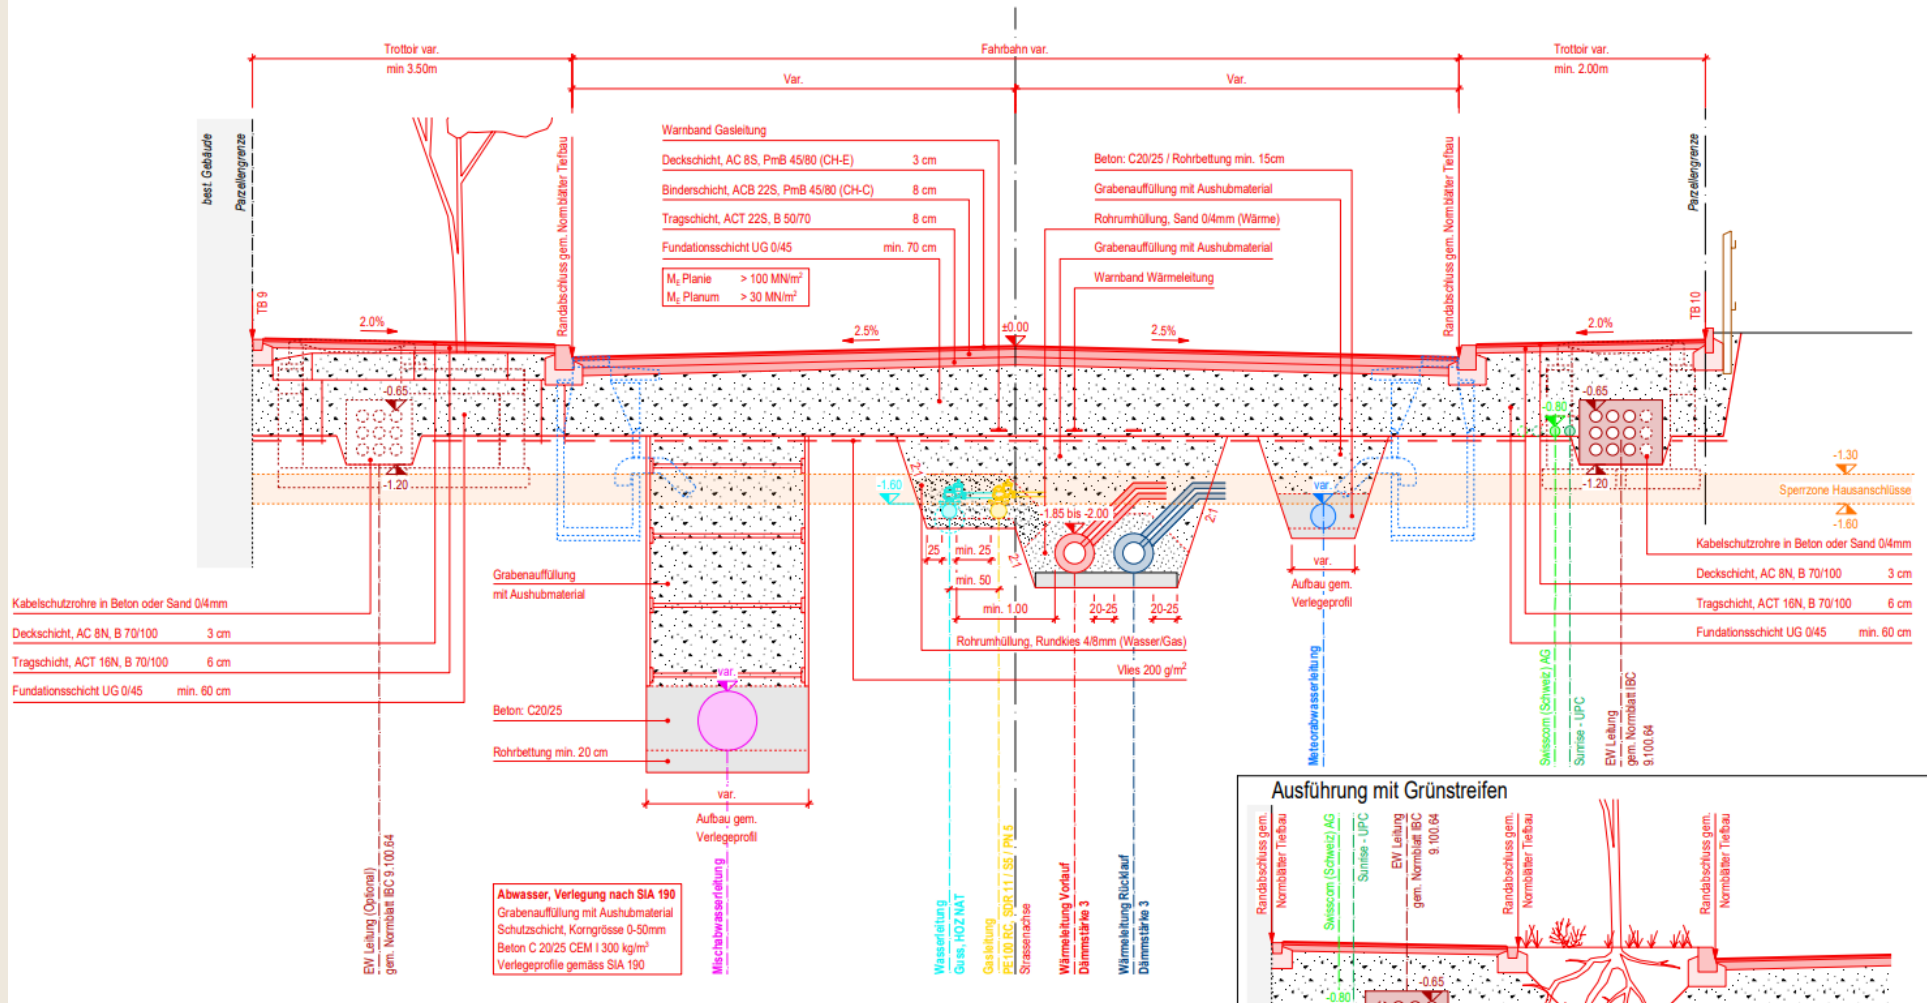 Trottoir var.
min 3.50m
Fahrbahn var.
Var.
Var.
Trottoir var.
min. 2.00m
best. Gebäude
Parzellengrenze
TB 9
Randabschluss gem. Normblätter Tiefbau
Warnband Gasleitung
Deckschicht, AC 8S, PmB 45/80 (CH-E) 3 cm
Binderschicht, ACB 22S, PmB 45/80 (CH-C) 8 cm
Tragschicht, ACT 22S, B 50/70 8 cm
Fundationsschicht UG 0/45 min. 70 cm
ME Planie > 100 MN/m²
ME Planum > 30 MN/m²
Beton: C20/25 / Rohrbettung min. 15cm
Grabenauffüllung mit Aushubmaterial
Rohrumhüllung, Sand 0/4mm (Wärme)
Grabenauffüllung mit Aushubmaterial
Warnband Wärmeleitung
Randabschluss gem. Normblätter Tiefbau
Parzellengrenze
TB 10
2.0%
2.5%
±0.00
2.5%
2.0%
-0.65
-1.20
-0.80
-0.65
-1.20
-1.30
Sperrzone Hausanschlüsse
-1.60
-1.60
2:1
2:1
2:1
1.85 bis -2.00
var.
25
min. 25
min. 50
min. 1.00
20-25
20-25
var.
Aufbau gem.
Verlegeprofil
Rohrumhüllung, Rundkies 4/8mm (Wasser/Gas)
Vlies 200 g/m²
Grabenauffüllung
mit Aushubmaterial
var.
Beton: C20/25
Rohrbettung min. 20 cm
var.
Aufbau gem.
Verlegeprofil
Kabelschutzrohre in Beton oder Sand 0/4mm
Deckschicht, AC 8N, B 70/100 3 cm
Tragschicht, ACT 16N, B 70/100 6 cm
Fundationsschicht UG 0/45 min. 60 cm
Kabelschutzrohre in Beton oder Sand 0/4mm
Deckschicht, AC 8N, B 70/100 3 cm
Tragschicht, ACT 16N, B 70/100 6 cm
Fundationsschicht UG 0/45 min. 60 cm
EW Leitung (Optional)
gem. Normblatt IBC 9.100.64
Abwasser, Verlegung nach SIA 190
Grabenauffüllung mit Aushubmaterial
Schutzschicht, Korngrösse 0-50mm
Beton C 20/25 CEM I 300 kg/m³
Verlegeprofile gemäss SIA 190
Mischabwasserleitung
Wasserleitung
Guss, HOZ NAT
Gasleitung
PE100 RC, SDR 11 / S5 / PN 5
Strassenachse
Wärmeleitung Vorlauf
Dämmstärke 3
Wärmeleitung Rücklauf
Dämmstärke 3
Meteorabwasserleitung
Swisscom (Schweiz) AG
Sunrise - UPC
EW Leitung
gem. Normblatt IBC
9.100.64
Ausführung mit Grünstreifen
Randabschluss gem.
Normblätter Tiefbau
Swisscom (Schweiz) AG
Sunrise - UPC
EW Leitung
gem. Normblatt IBC
9.100.64
Randabschluss gem.
Normblätter Tiefbau
Randabschluss gem.
Normblätter Tiefbau
-0.65
-0.80